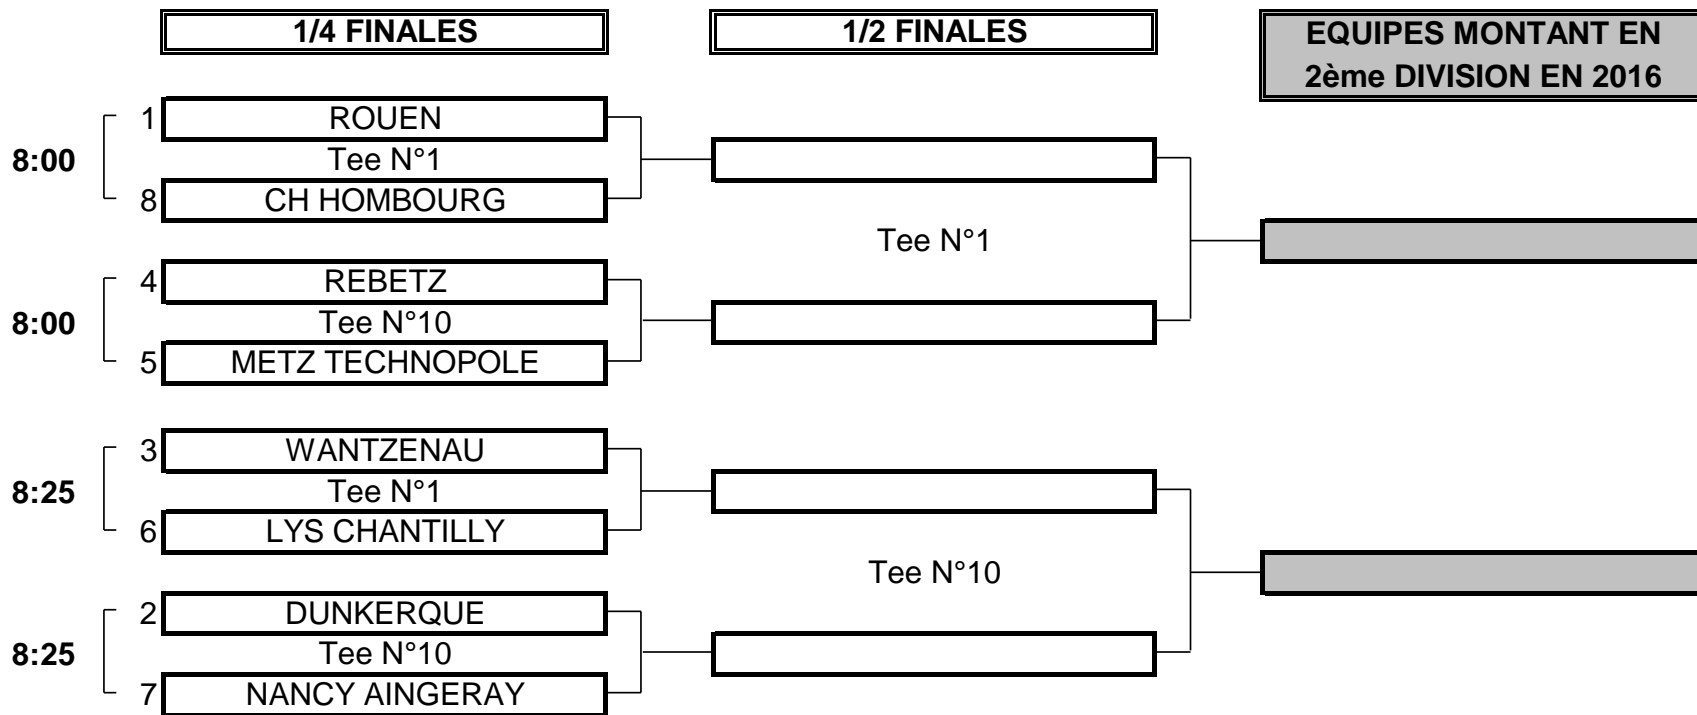 1/4 FINALES
1/2 FINALES
EQUIPES MONTANT EN
2ème DIVISION EN 2016
1 ROUEN
8:00 Tee N°1
8 CH HOMBOURG
Tee N°1
4 REBETZ
8:00 Tee N°10
5 METZ TECHNOPOLE
3 WANTZENAU
8:25 Tee N°1
6 LYS CHANTILLY
Tee N°10
2 DUNKERQUE
8:25 Tee N°10
7 NANCY AINGERAY